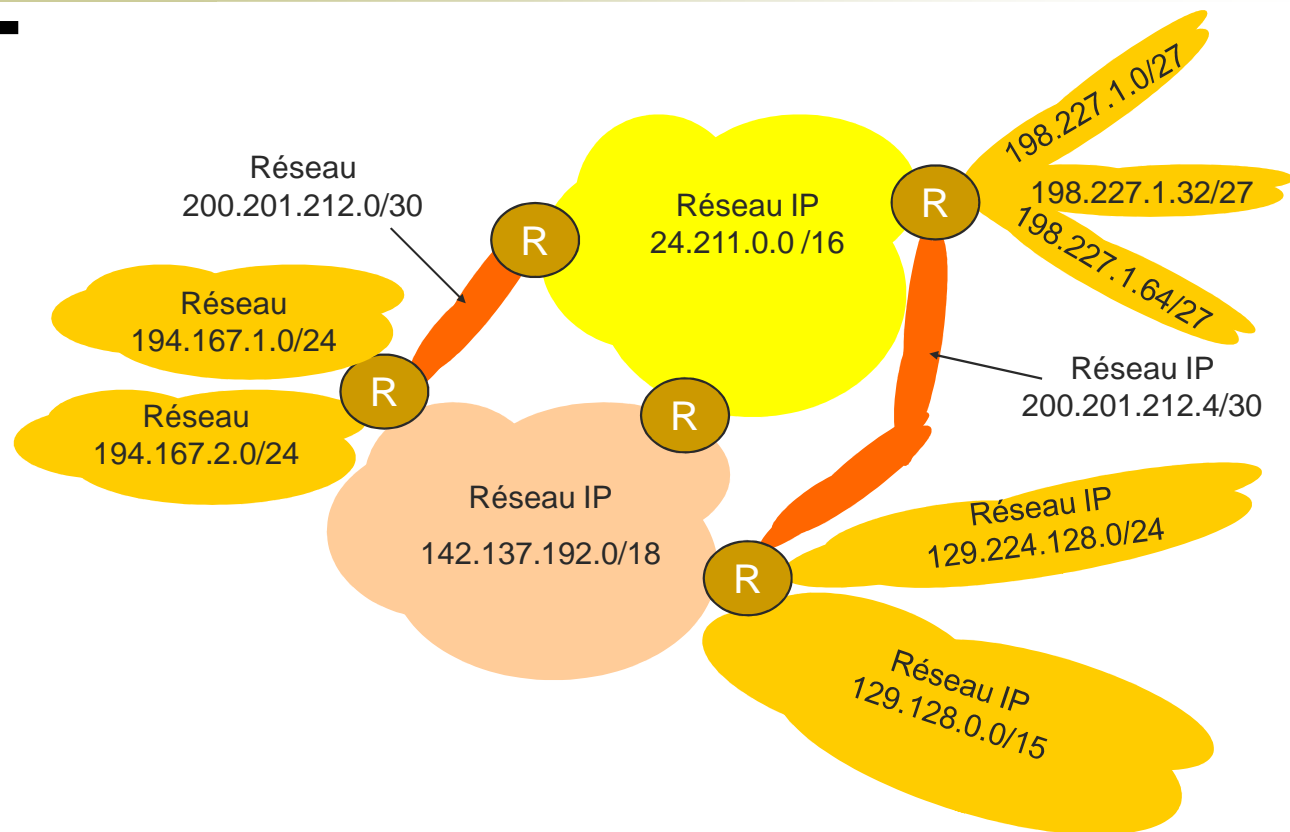 Réseau
200.201.212.0/30
Réseau IP
24.211.0.0 /16
198.227.1.0/27
198.227.1.32/27
198.227.1.64/27
R
R
Réseau
194.167.1.0/24
R
R
Réseau
194.167.2.0/24
Réseau IP
200.201.212.4/30
Réseau IP
142.137.192.0/18
R
Réseau IP
129.224.128.0/24
Réseau IP
129.128.0.0/15